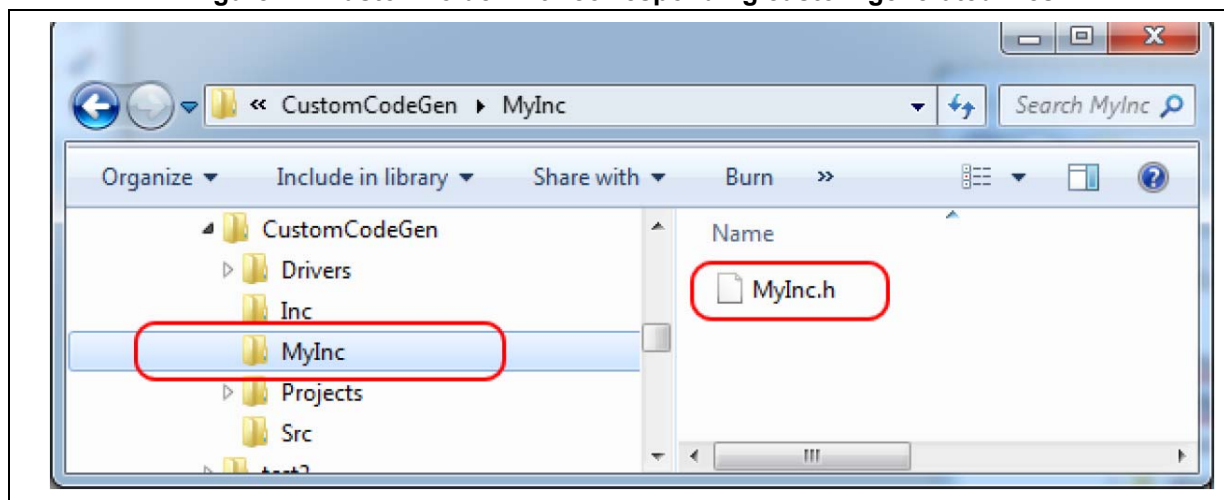 « CustomCodeGen ▸ MyInc
Search MyInc
Organize Include in library Share with Burn »
CustomCodeGen
Drivers
Inc
MyInc
Projects
Src
Name
MyInc.h